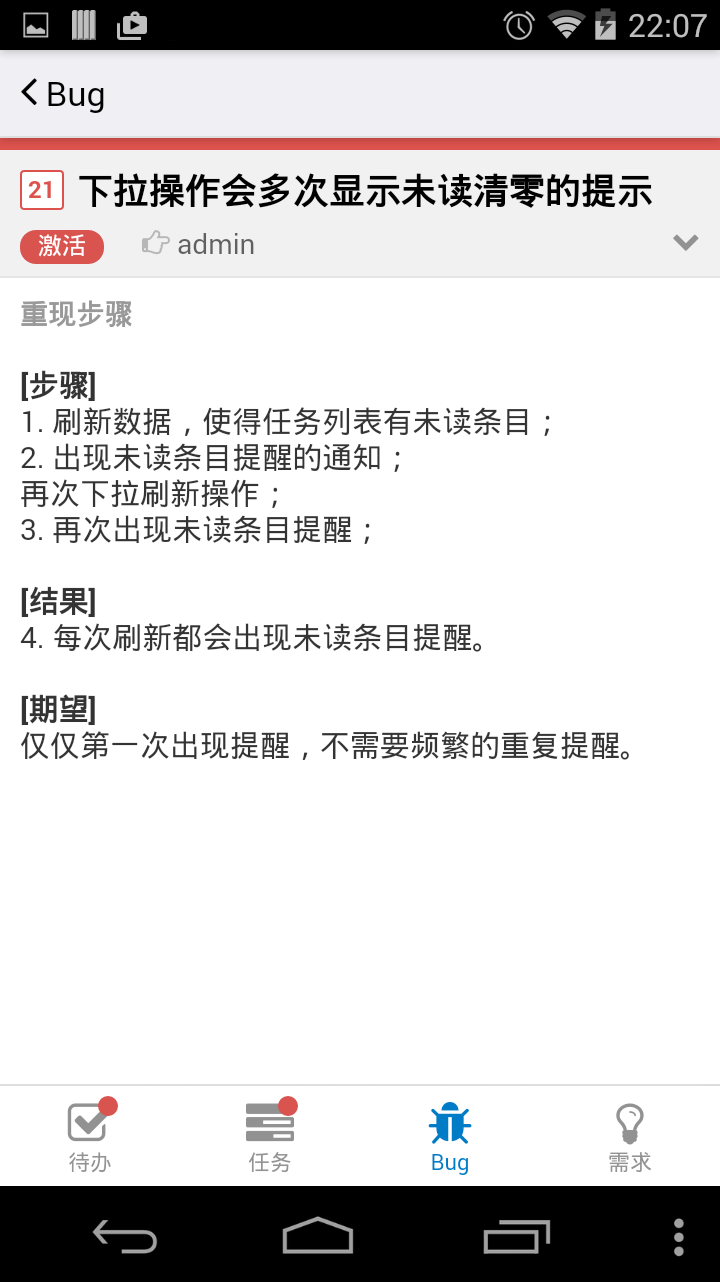 22:07
Bug
21 下拉操作会多次显示未读清零的提示
激活 admin
重现步骤
[步骤]
1. 刷新数据，使得任务列表有未读条目；
2. 出现未读条目提醒的通知；
再次下拉刷新操作；
3. 再次出现未读条目提醒；
[结果]
4. 每次刷新都会出现未读条目提醒。
[期望]
仅仅第一次出现提醒，不需要频繁的重复提醒。
待办 任务 Bug 需求